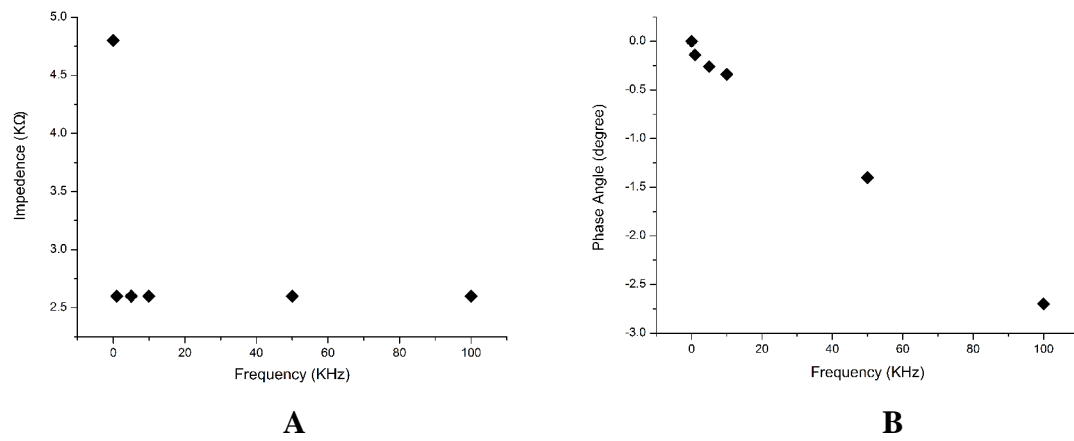 5.0
4.5
4.0
3.5
3.0
2.5
Impedence (KΩ)
0 20 40 60 80 100
Frequency (KHz)
A
0.0
-0.5
-1.0
-1.5
-2.0
-2.5
-3.0
Phase Angle (degree)
0 20 40 60 80 100
Frequency (KHz)
B